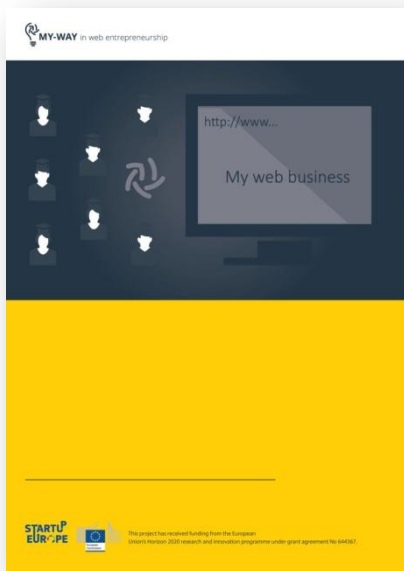 MY-WAY in web entrepreneurship
http://www...
My web business
STARTUP
EUROPE
This project has received funding from the European
Union's Horizon 2020 research and innovation programme under grant agreement No 644367.